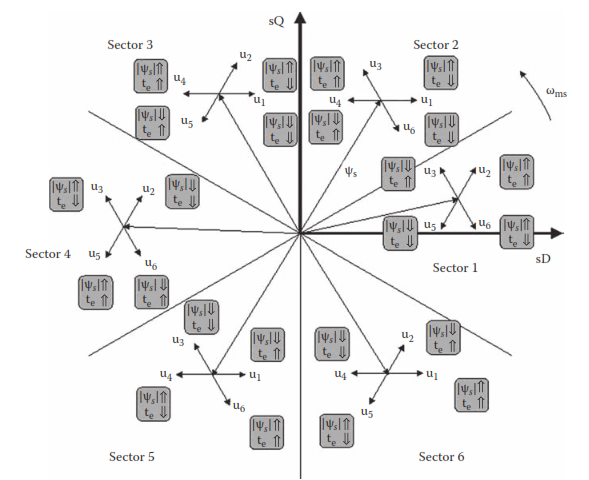 sQ
Sector 3
Sector 2
|ψs|⇑
te ⇑
u2
|ψs|⇑
te ⇓
u4
u1
|ψs|⇓
te ⇑
u5
|ψs|⇓
te ⇓
|ψs|⇑
te ⇑
u3
|ψs|⇑
te ⇓
u4
u1
|ψs|⇓
te ⇑
u6
|ψs|⇓
te ⇓
ωms
ψs
|ψs|⇓
te ⇑
u3
u2
|ψs|⇑
te ⇑
|ψs|⇓
te ⇓
u5
u6
|ψs|⇑
te ⇓
sD
Sector 1
|ψs|⇑
te ⇓
u3
u2
|ψs|⇓
te ⇓
Sector 4
u5
u6
|ψs|⇑
te ⇑
|ψs|⇓
te ⇑
|ψs|⇓
te ⇓
u3
|ψs|⇓
te ⇑
u4
u1
|ψs|⇑
te ⇓
u6
|ψs|⇑
te ⇑
Sector 5
|ψs|⇓
te ⇓
u2
|ψs|⇓
te ⇑
u4
u1
|ψs|⇑
te ⇑
u5
|ψs|⇑
te ⇓
Sector 6